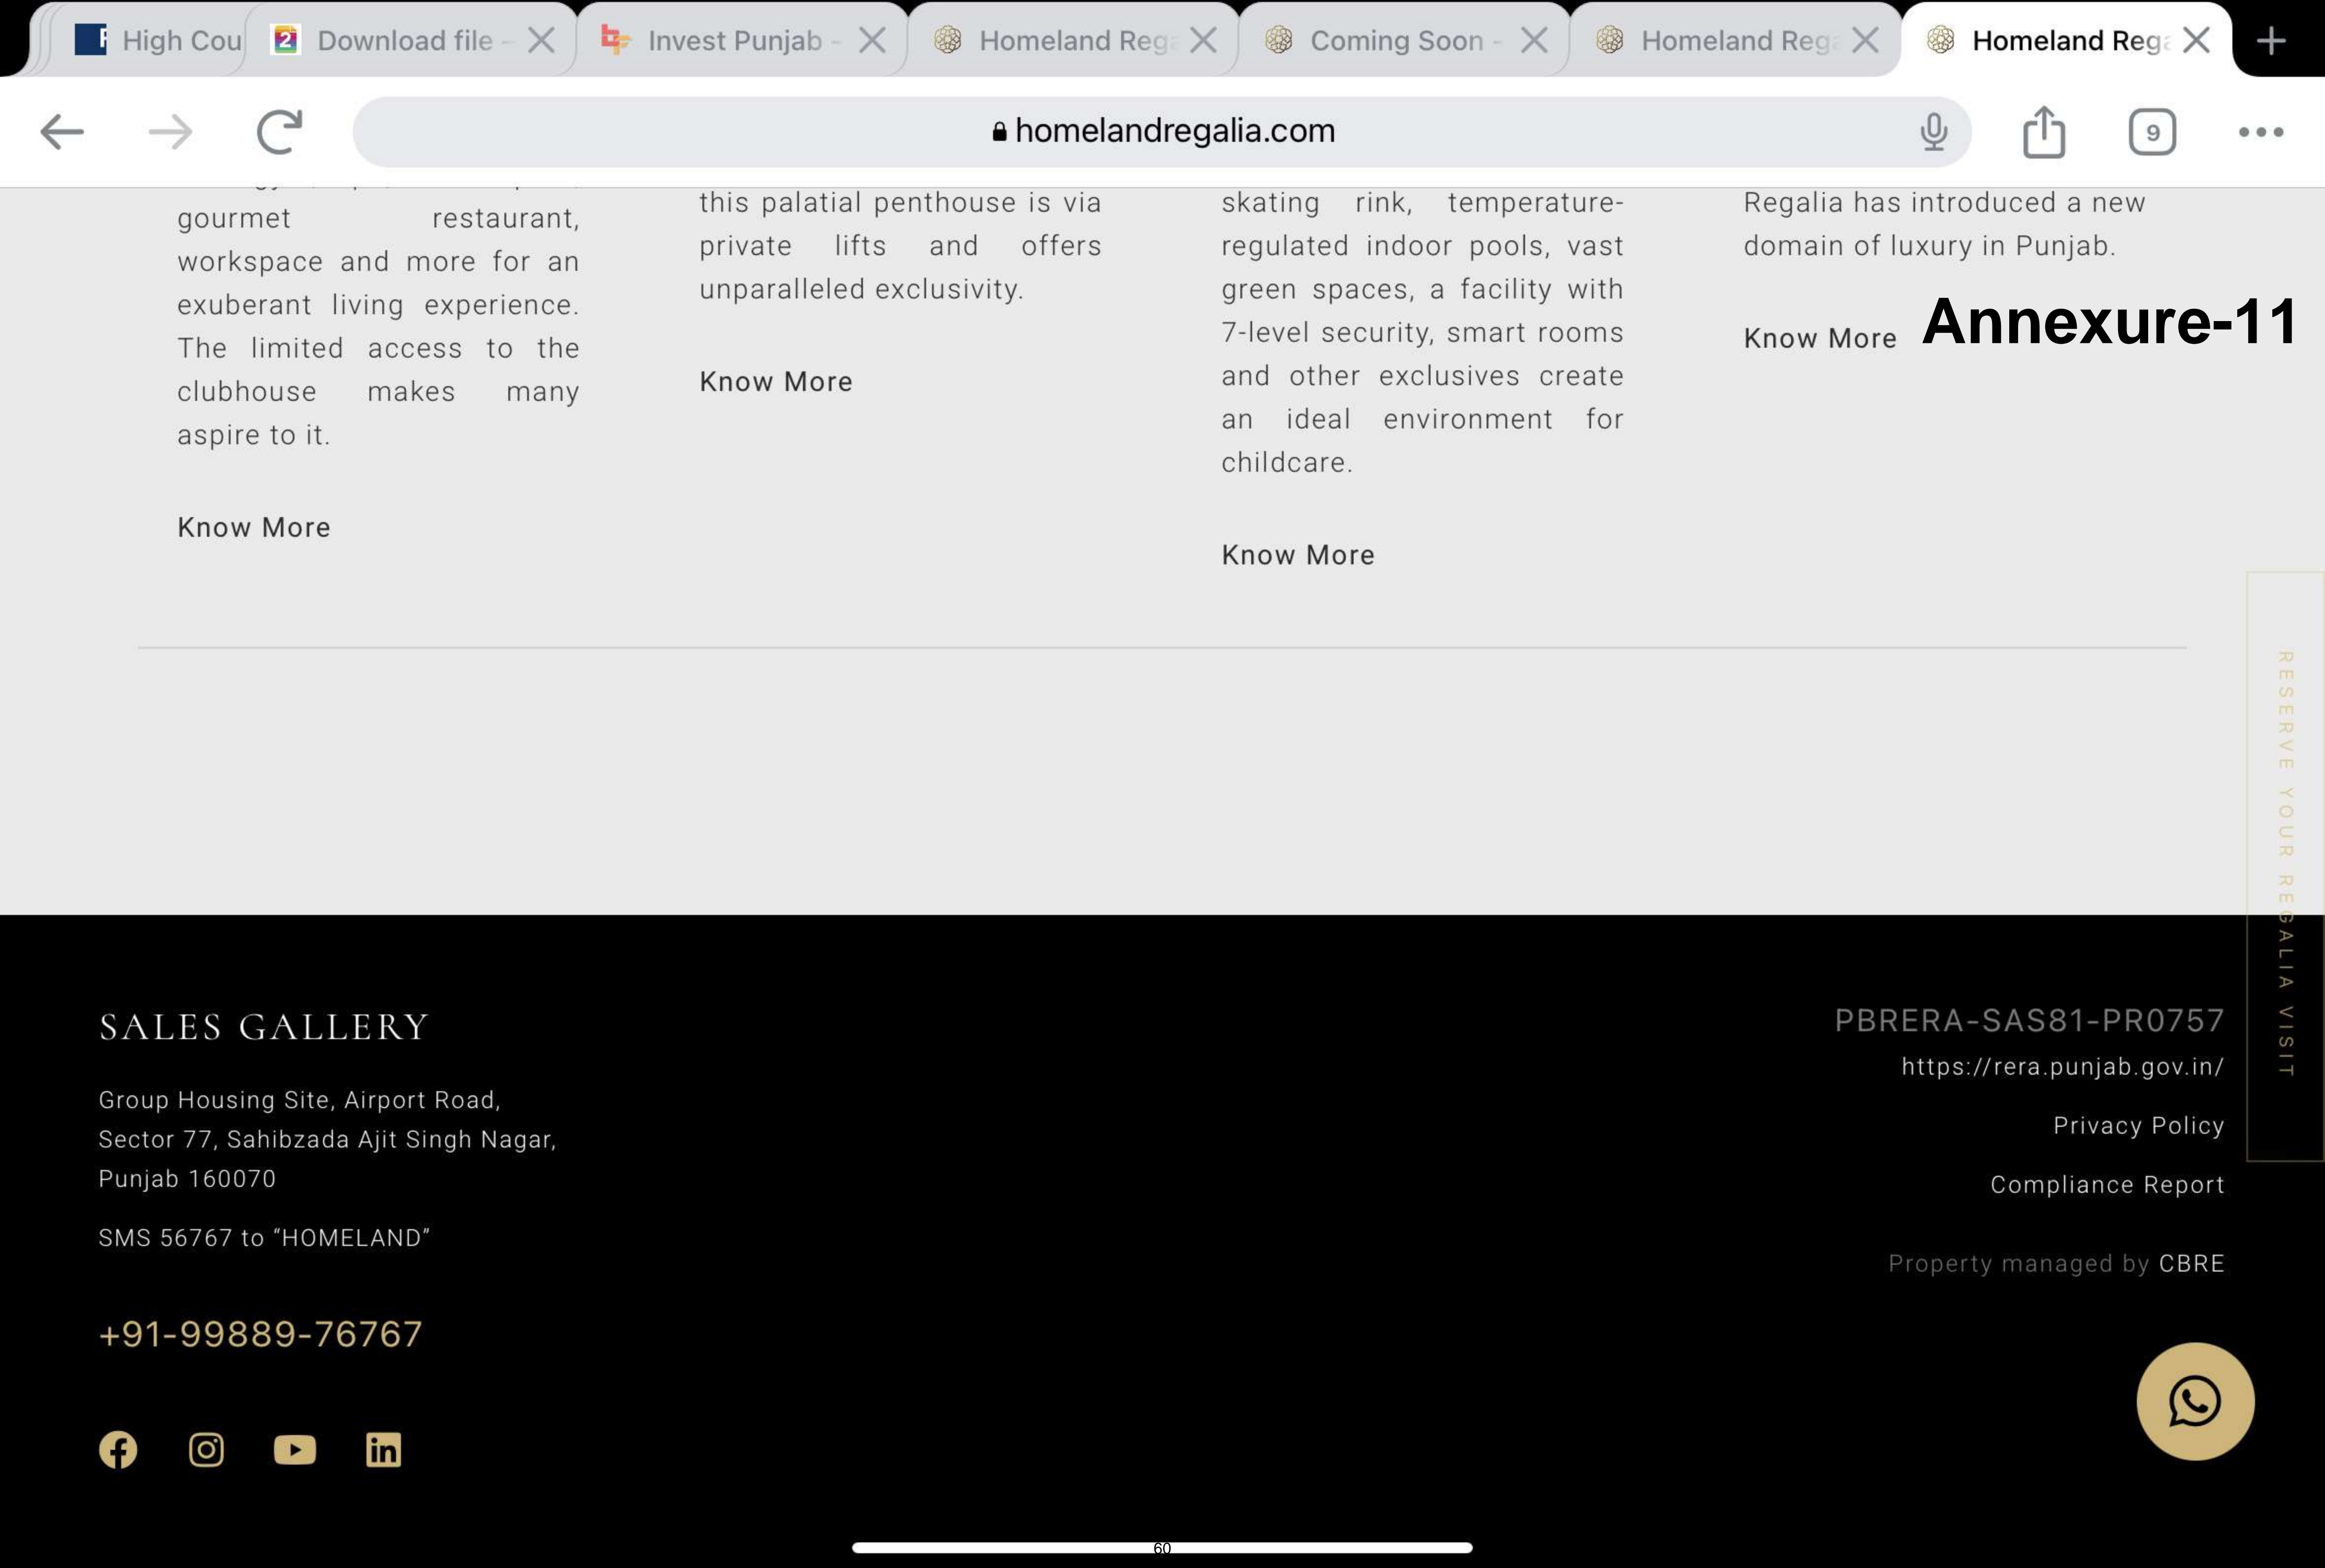 High Cou
Download file -
Invest Punjab -
Homeland Reg
Coming Soon -
Homeland Reg
Homeland Reg
homelandregalia.com
9
gourmet restaurant,
workspace and more for an
exuberant living experience.
The limited access to the
clubhouse makes many
aspire to it.
Know More
this palatial penthouse is via
private lifts and offers
unparalleled exclusivity.
Know More
skating rink, temperature-
regulated indoor pools, vast
green spaces, a facility with
7-level security, smart rooms
and other exclusives create
an ideal environment for
childcare.
Know More
Regalia has introduced a new
domain of luxury in Punjab.
Know More
Annexure-11
RESERVE YOUR REGALIA VISIT
SALES GALLERY
Group Housing Site, Airport Road,
Sector 77, Sahibzada Ajit Singh Nagar,
Punjab 160070
SMS 56767 to “HOMELAND”
+91-99889-76767
PBRERA-SAS81-PR0757
https://rera.punjab.gov.in/
Privacy Policy
Compliance Report
Property managed by CBRE
60